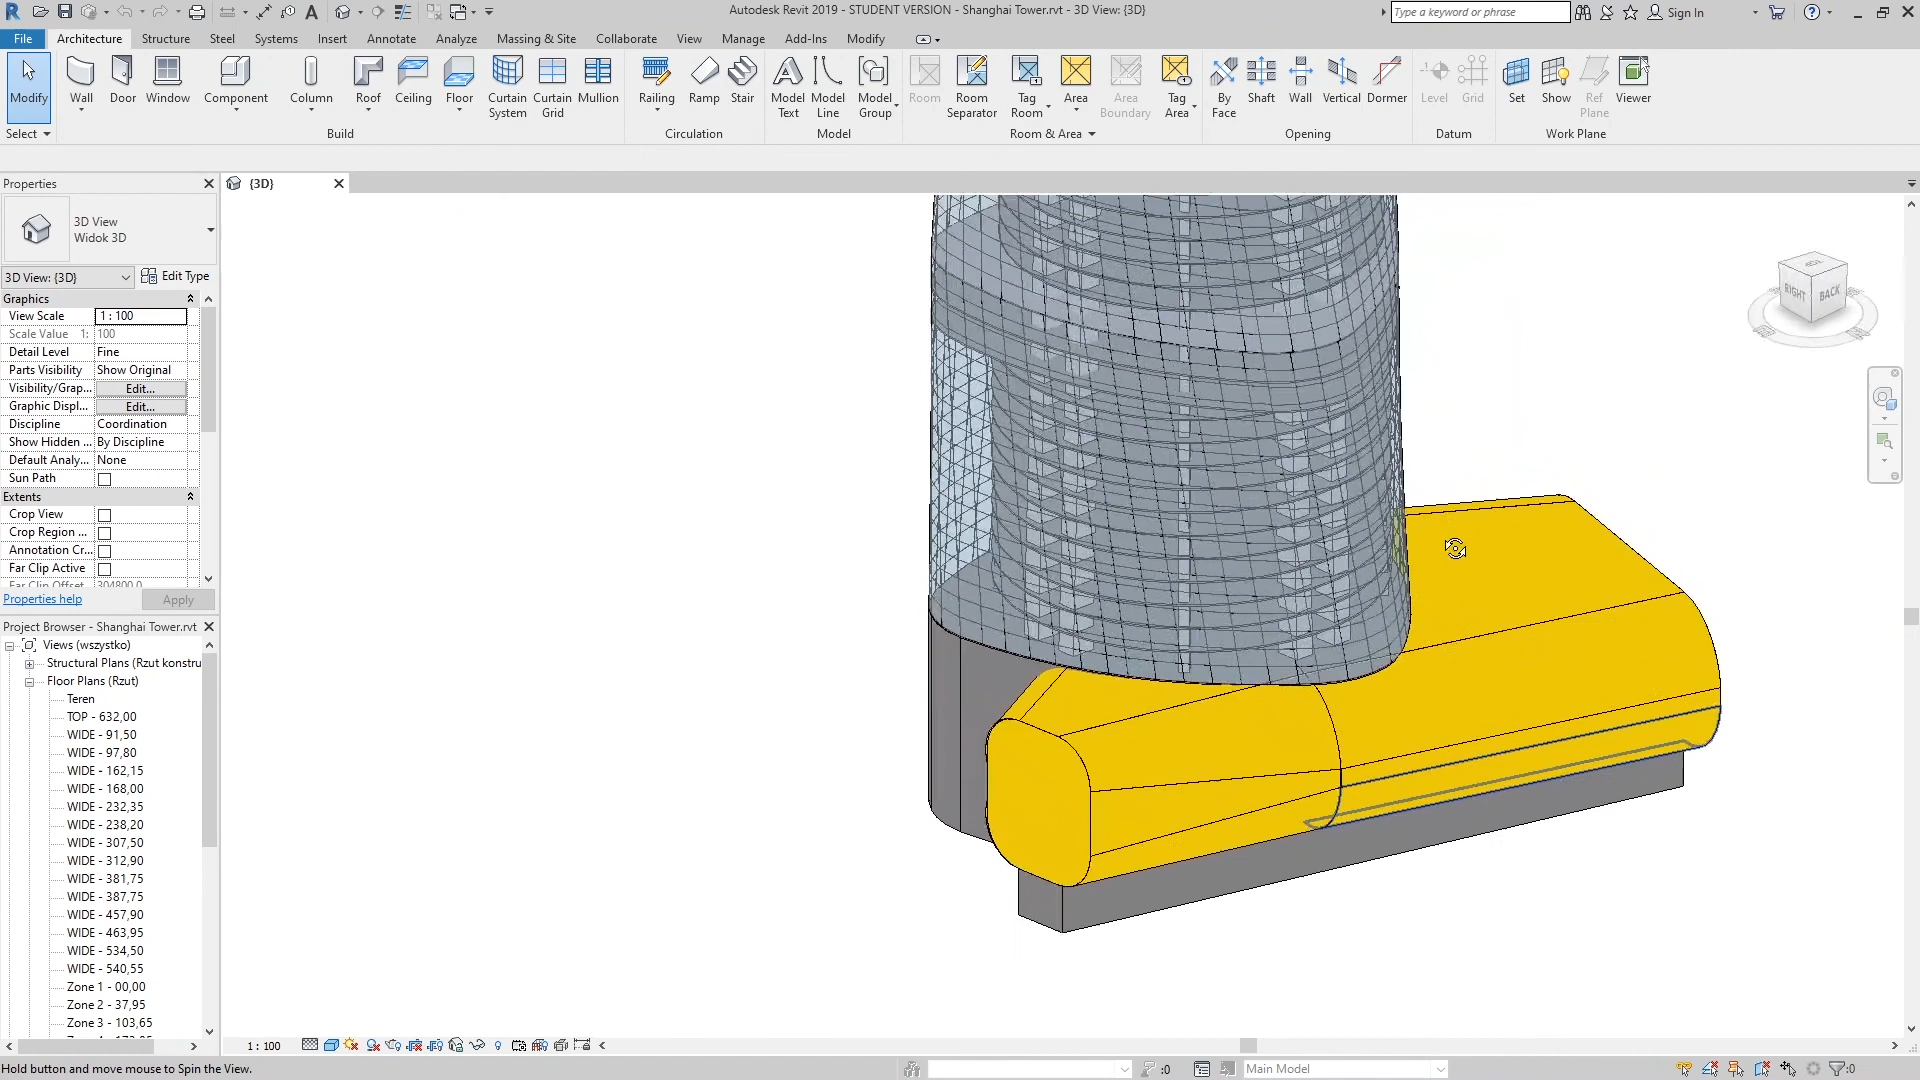 Autodesk Revit 2019 - STUDENT VERSION - Shanghai Tower.rvt - 3D View: {3D}
Type a keyword or phrase
Sign In
File Architecture Structure Steel Systems Insert Annotate Analyze Massing & Site Collaborate View Manage Add-Ins Modify
Modify Wall Door Window Component Column Roof Ceiling Floor Curtain System Curtain Grid Mullion Railing Ramp Stair Model Text Model Line Model Group Room Room Separator Tag Room Area Area Boundary Tag Area By Face Shaft Wall Vertical Dormer Level Grid Set Show Ref Plane Viewer
Select Build Circulation Model Room & Area Opening Datum Work Plane
Properties
{3D}
3D View
Widok 3D
3D View: {3D}
Edit Type
Graphics
View Scale 1 : 100
Scale Value 1: 100
Detail Level Fine
Parts Visibility Show Original
Visibility/Grap... Edit...
Graphic Displ... Edit...
Discipline Coordination
Show Hidden ... By Discipline
Default Analy... None
Sun Path
Extents
Crop View
Crop Region ...
Annotation Cr...
Far Clip Active
Far Clip Offset 304800.0
Properties help
Apply
Project Browser - Shanghai Tower.rvt
Views (wszystko)
Structural Plans (Rzut konstru
Floor Plans (Rzut)
Teren
TOP - 632,00
WIDE - 91,50
WIDE - 97,80
WIDE - 162,15
WIDE - 168,00
WIDE - 232,35
WIDE - 238,20
WIDE - 307,50
WIDE - 312,90
WIDE - 381,75
WIDE - 387,75
WIDE - 457,90
WIDE - 463,95
WIDE - 534,50
WIDE - 540,55
Zone 1 - 00,00
Zone 2 - 37,95
Zone 3 - 103,65
TOP
RIGHT
BACK
1 : 100
Hold button and move mouse to Spin the View.
:0
Main Model
:0